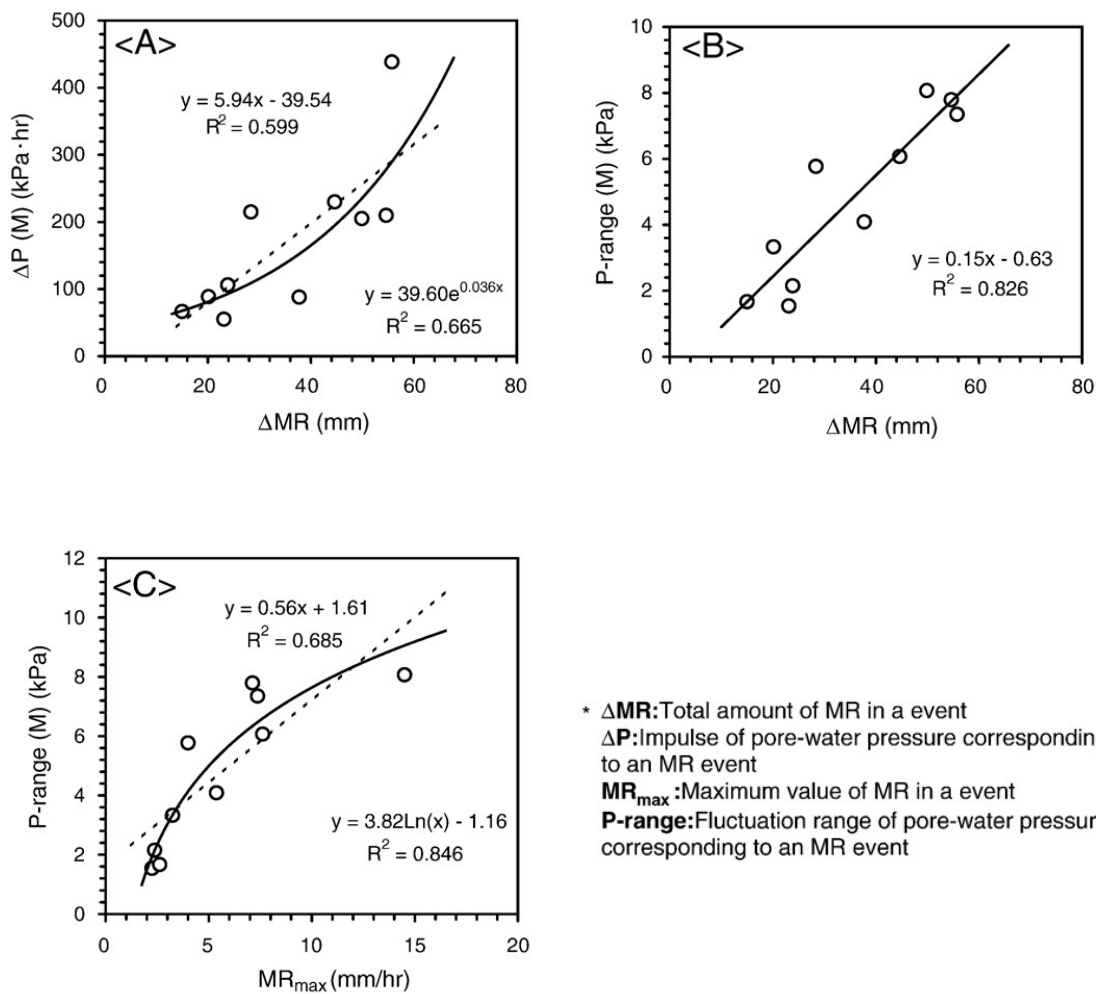 <A>
500
400
300
200
100
0
ΔP (M) (kPa·hr)
y = 5.94x - 39.54
R² = 0.599
y = 39.60e^0.036x
R² = 0.665
0 20 40 60 80
ΔMR (mm)
<B>
10
8
6
4
2
0
P-range (M) (kPa)
y = 0.15x - 0.63
R² = 0.826
0 20 40 60 80
ΔMR (mm)
<C>
12
10
8
6
4
2
0
P-range (M) (kPa)
y = 0.56x + 1.61
R² = 0.685
y = 3.82Ln(x) - 1.16
R² = 0.846
0 5 10 15 20
MRmax (mm/hr)
* ΔMR:Total amount of MR in a event
ΔP:Impulse of pore-water pressure correspondin
to an MR event
MRmax :Maximum value of MR in a event
P-range:Fluctuation range of pore-water pressur
corresponding to an MR event